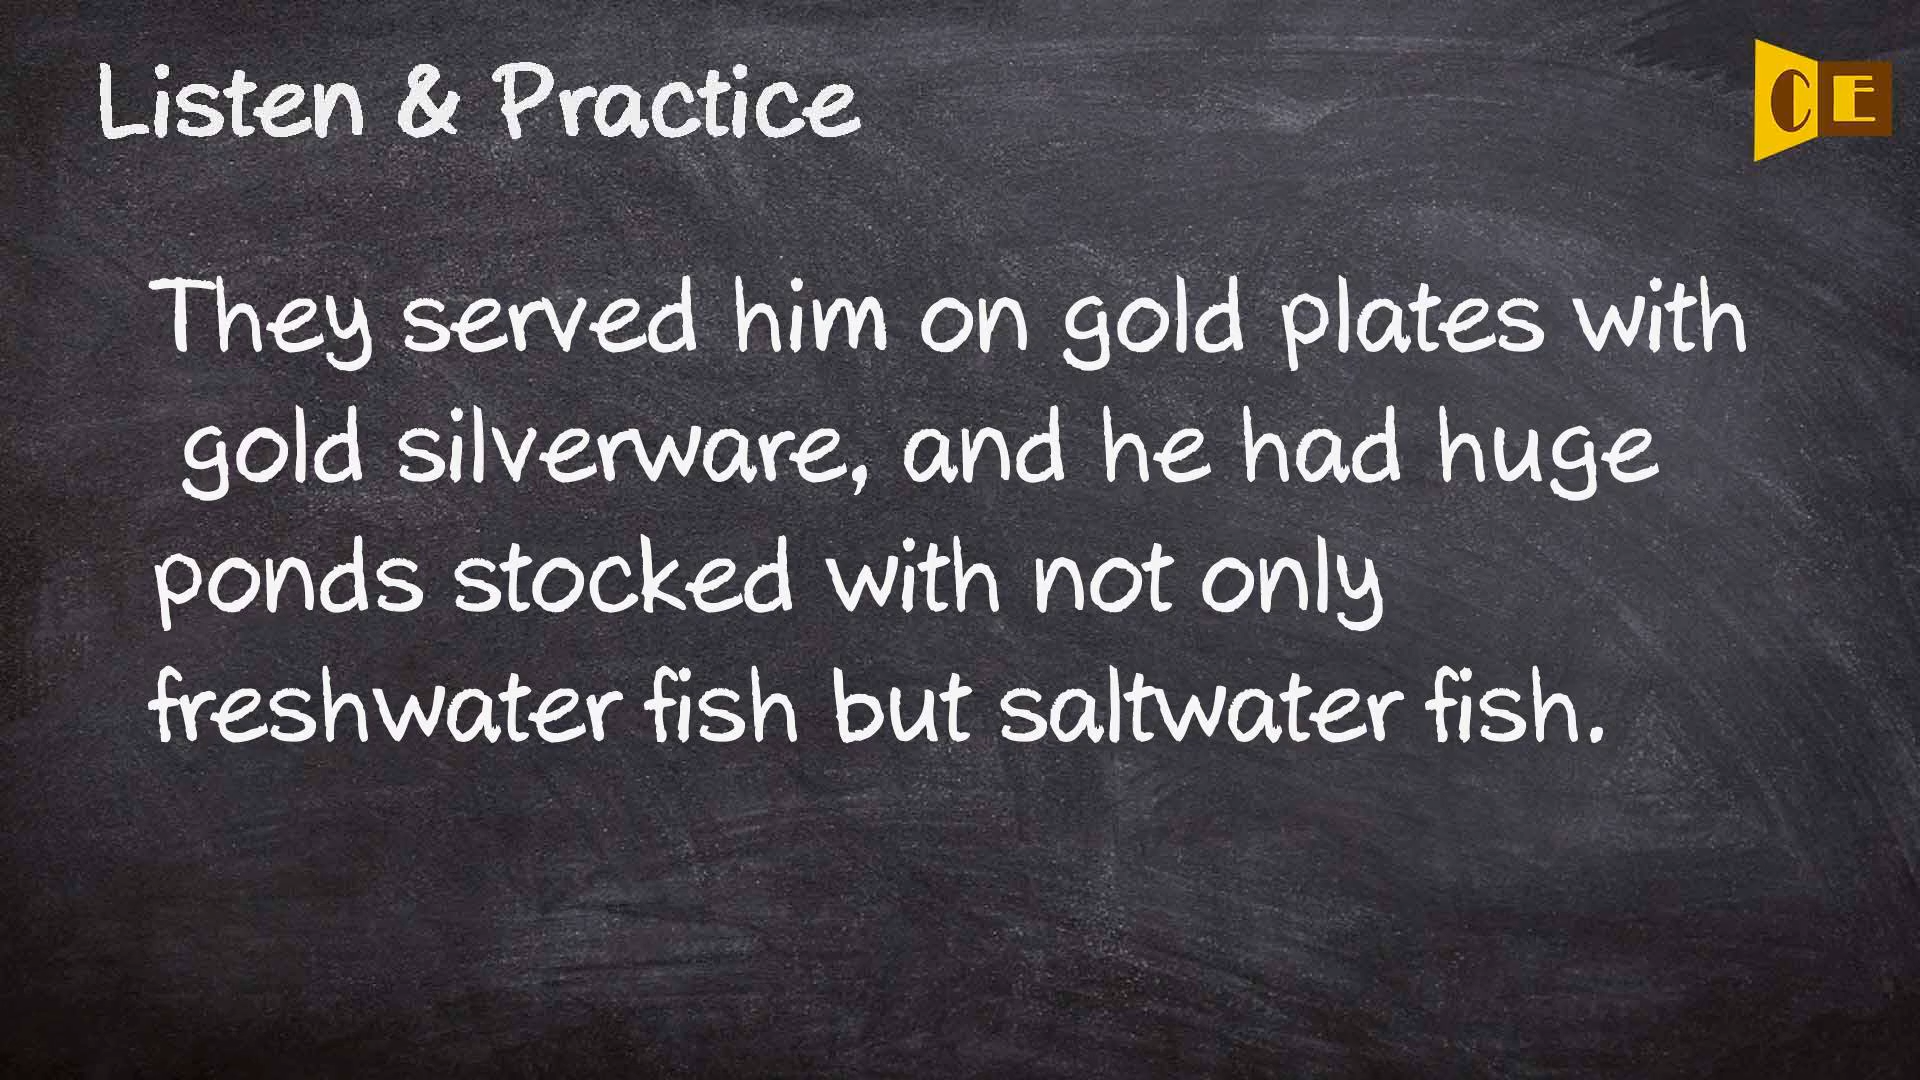 Listen & Practice
CE
They served him on gold plates with
gold silverware, and he had huge
ponds stocked with not only
freshwater fish but saltwater fish.